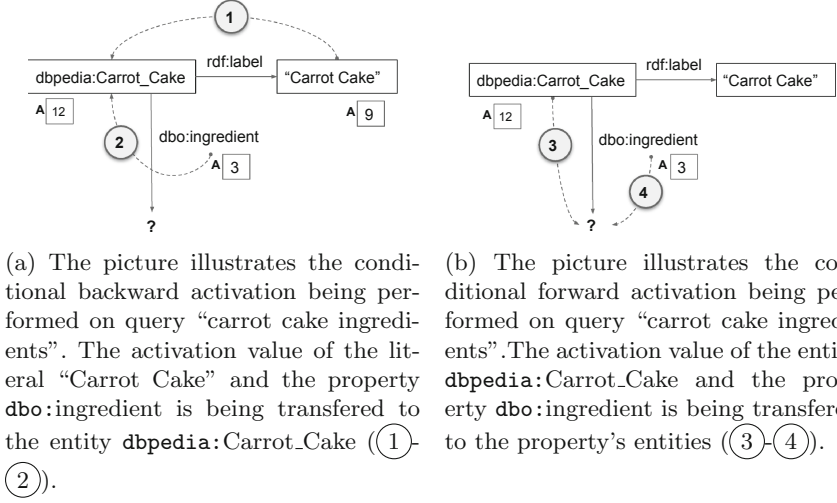 1
rdf:label
dbpedia:Carrot_Cake
"Carrot Cake"
A 12
A 9
2
dbo:ingredient
A 3
?
rdf:label
dbpedia:Carrot_Cake
"Carrot Cake"
A 12
3
dbo:ingredient
A 3
4
?
(a) The picture illustrates the condi-
tional backward activation being per-
formed on query “carrot cake ingredi-
ents”. The activation value of the lit-
eral “Carrot Cake” and the property
dbo:ingredient is being transfered to
the entity dbpedia:Carrot_Cake (1-
2).
(b) The picture illustrates the co
ditional forward activation being pe
formed on query “carrot cake ingred
ents”.The activation value of the enti
dbpedia:Carrot_Cake and the pro
erty dbo:ingredient is being transfere
to the property’s entities (3-4).